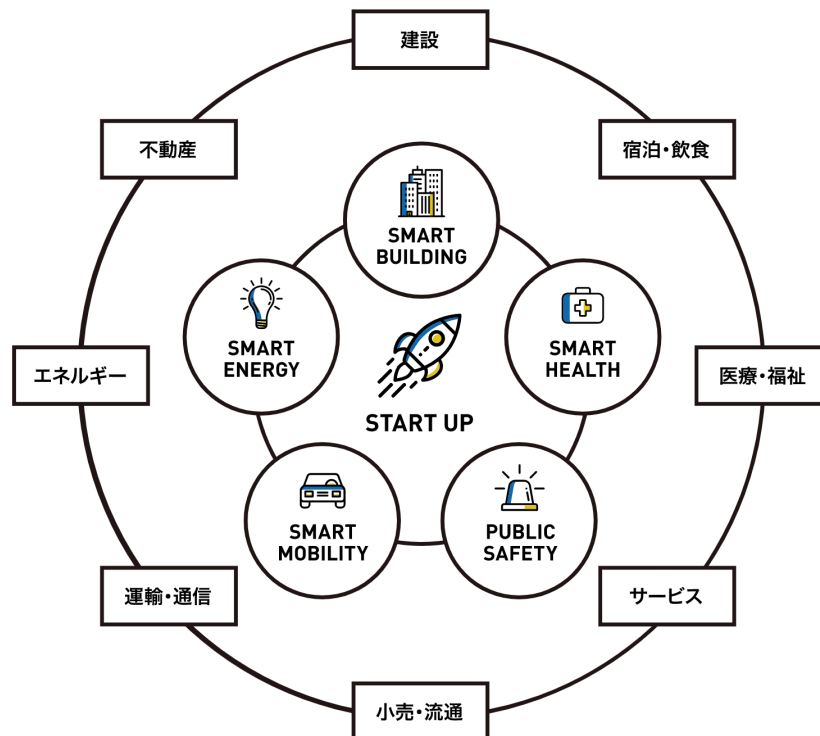 建設
不動産
宿泊・飲食
SMART
BUILDING
SMART
ENERGY
SMART
HEALTH
エネルギー
医療・福祉
START UP
SMART
MOBILITY
PUBLIC
SAFETY
運輸・通信
サービス
小売・流通